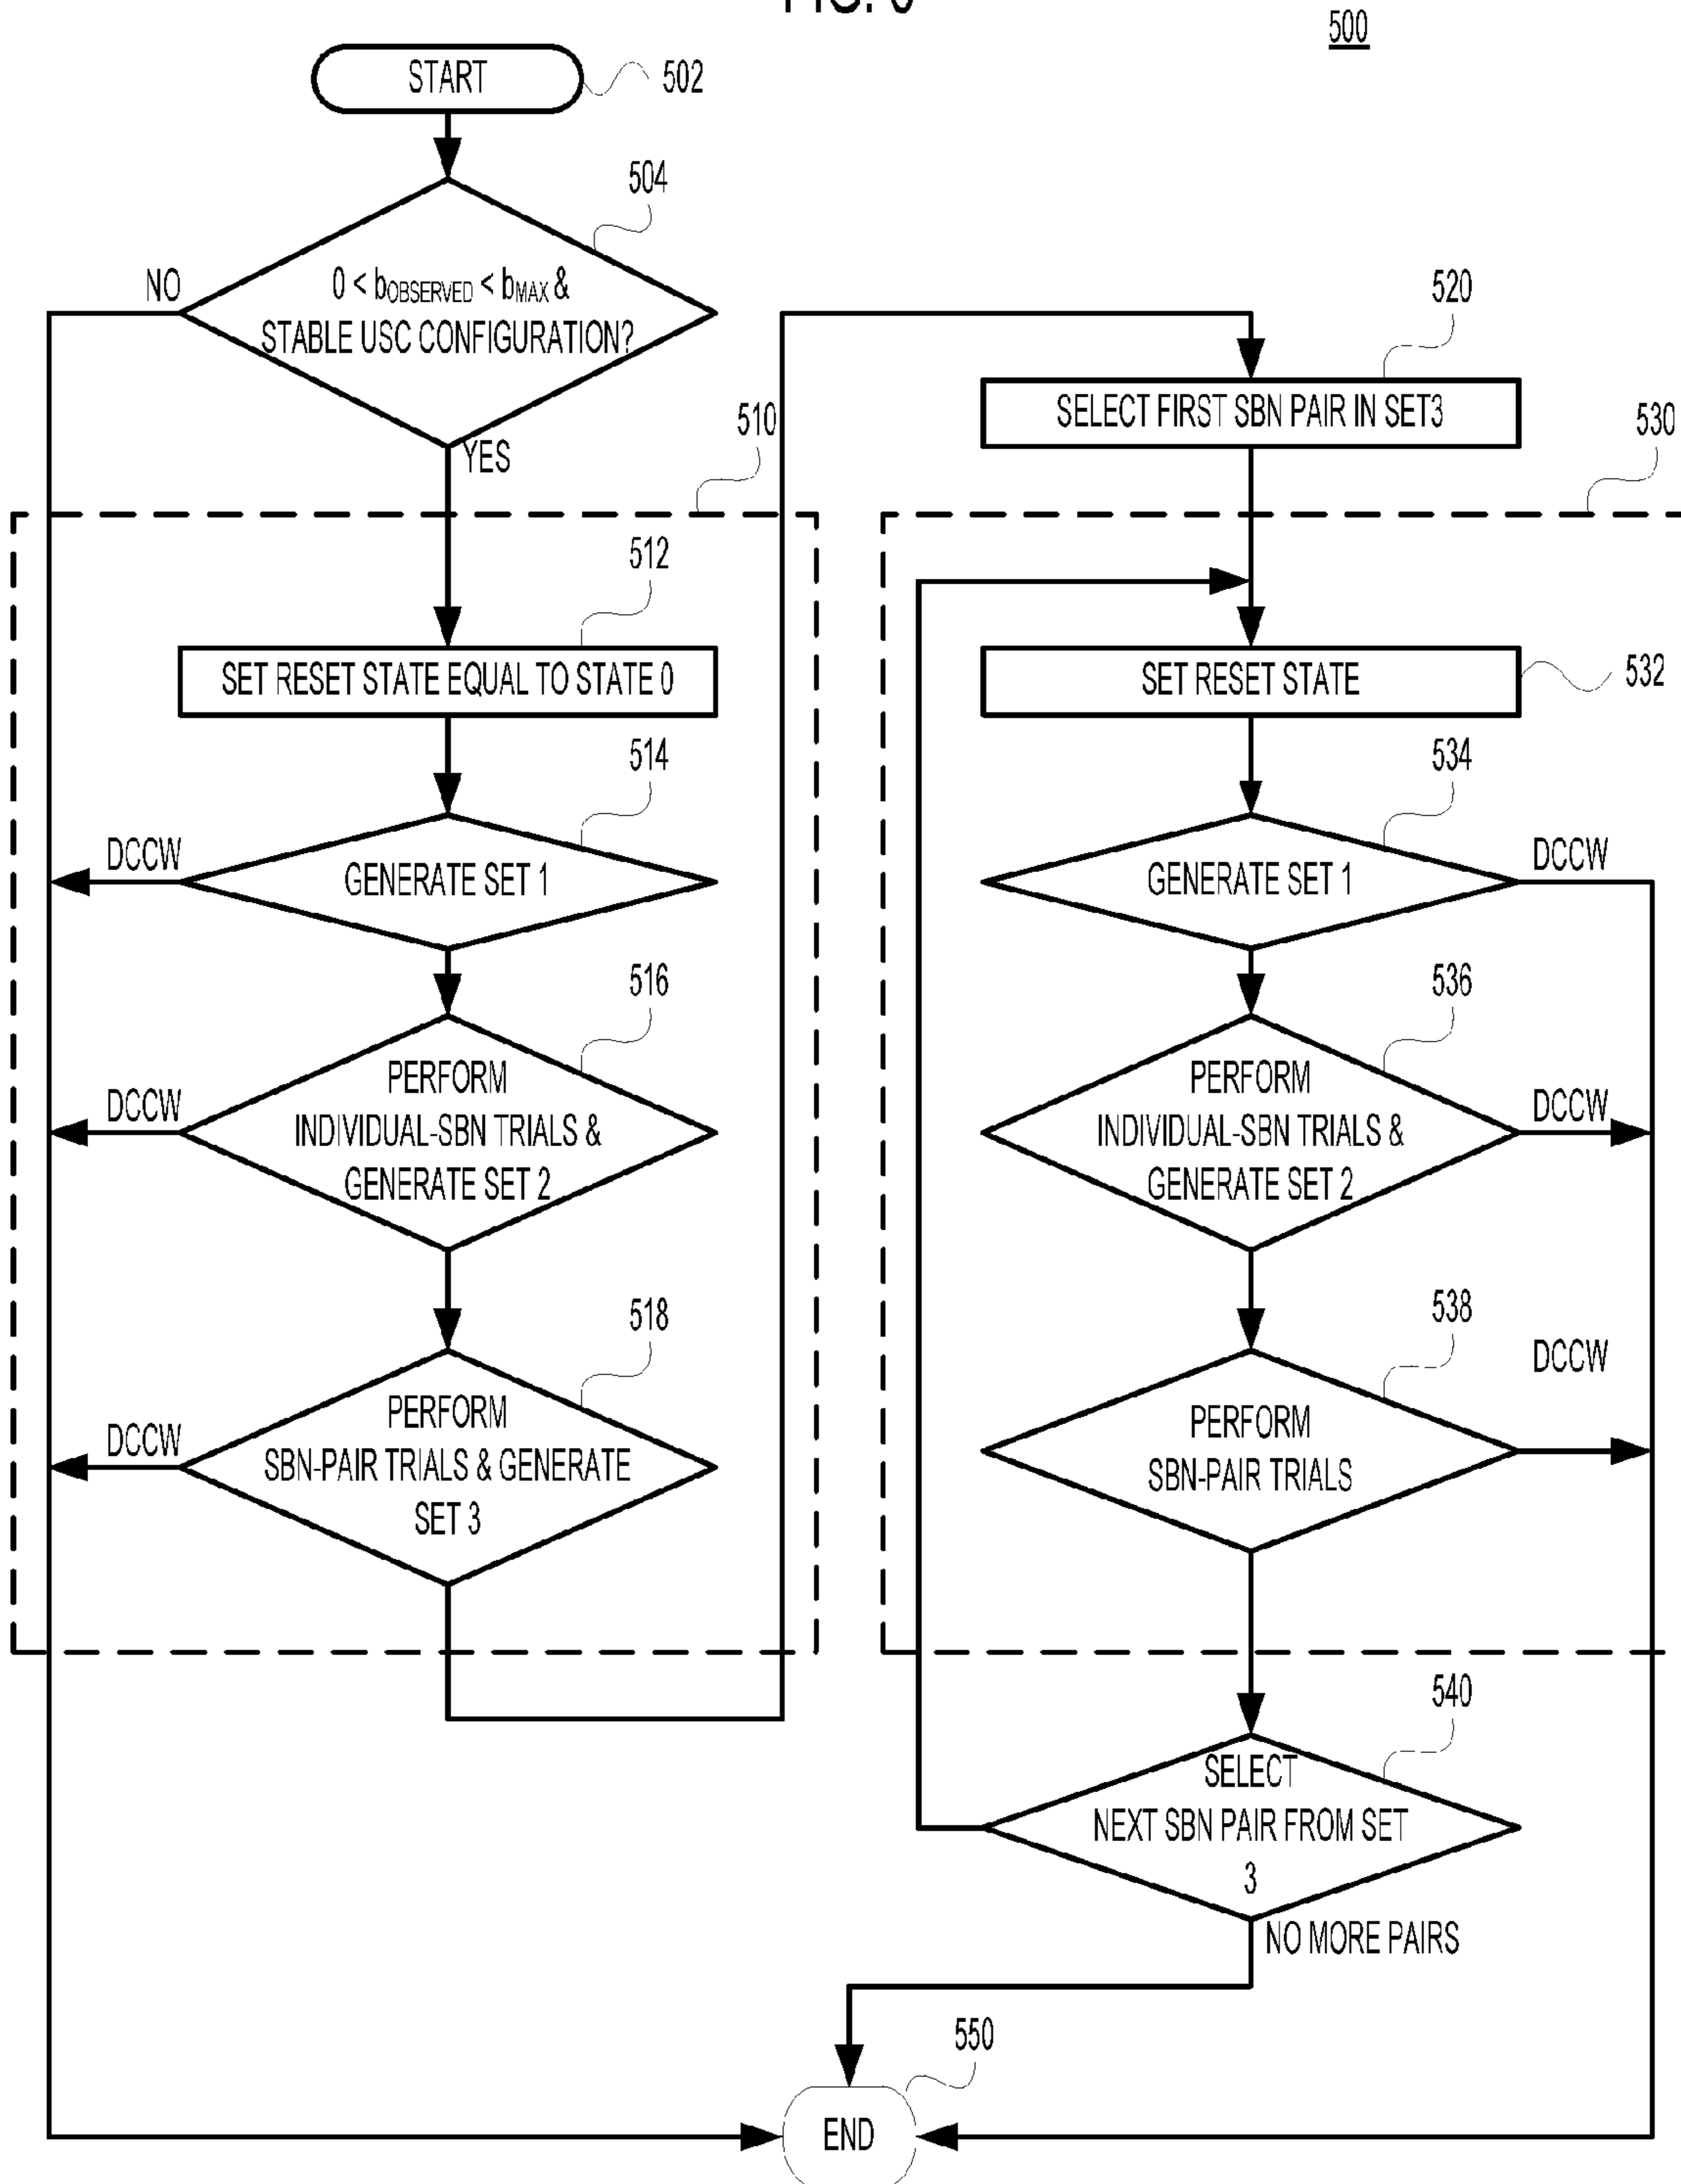 500
START
502
504
0 < bOBSERVED < bMAX &
STABLE USC CONFIGURATION?
NO
YES
510
512
SET RESET STATE EQUAL TO STATE 0
514
GENERATE SET 1
DCCW
516
PERFORM
INDIVIDUAL-SBN TRIALS &
GENERATE SET 2
DCCW
518
PERFORM
SBN-PAIR TRIALS & GENERATE
SET 3
DCCW
520
SELECT FIRST SBN PAIR IN SET3
530
SET RESET STATE
532
534
GENERATE SET 1
DCCW
536
PERFORM
INDIVIDUAL-SBN TRIALS &
GENERATE SET 2
DCCW
538
PERFORM
SBN-PAIR TRIALS
DCCW
540
SELECT
NEXT SBN PAIR FROM SET
3
NO MORE PAIRS
550
END